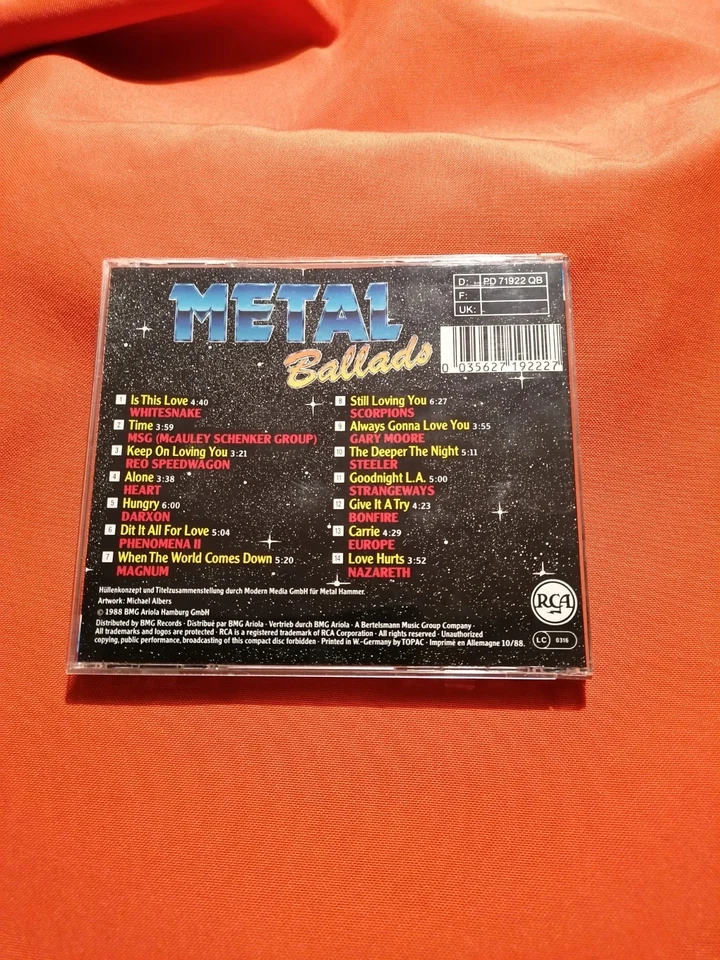 METAL
Ballads
D: PD 71922 QB
F:
UK:
0 035627 192227
1 Is This Love 4:40
WHITESNAKE
2 Time 3:59
MSG (McAULEY SCHENKER GROUP)
3 Keep On Loving You 3:21
REO SPEEDWAGON
4 Alone 3:38
HEART
5 Hungry 6:00
DARXON
6 Dit It All For Love 5:04
PHENOMENA II
7 When The World Comes Down 5:20
MAGNUM
8 Still Loving You 6:27
SCORPIONS
9 Always Gonna Love You 3:55
GARY MOORE
10 The Deeper The Night 5:11
STEELER
11 Goodnight L.A. 5:00
STRANGEWAYS
12 Give It A Try 4:23
BONFIRE
13 Carrie 4:29
EUROPE
14 Love Hurts 3:52
NAZARETH
Hüllenkonzept und Titelzusammenstellung durch Modern Media GmbH für Metal Hammer.
Artwork: Michael Albers
© 1988 BMG Ariola Hamburg GmbH
Distributed by BMG Records · Distribué par BMG Ariola · Vertrieb durch BMG Ariola · A Bertelsmann Music Group Company ·
All trademarks and logos are protected · RCA is a registered trademark of RCA Corporation · All rights reserved · Unauthorized
copying, public performance, broadcasting of this compact disc forbidden · Printed in W.-Germany by TOPAC · Imprimé en Allemagne 10/88.
RCA
LC 0316